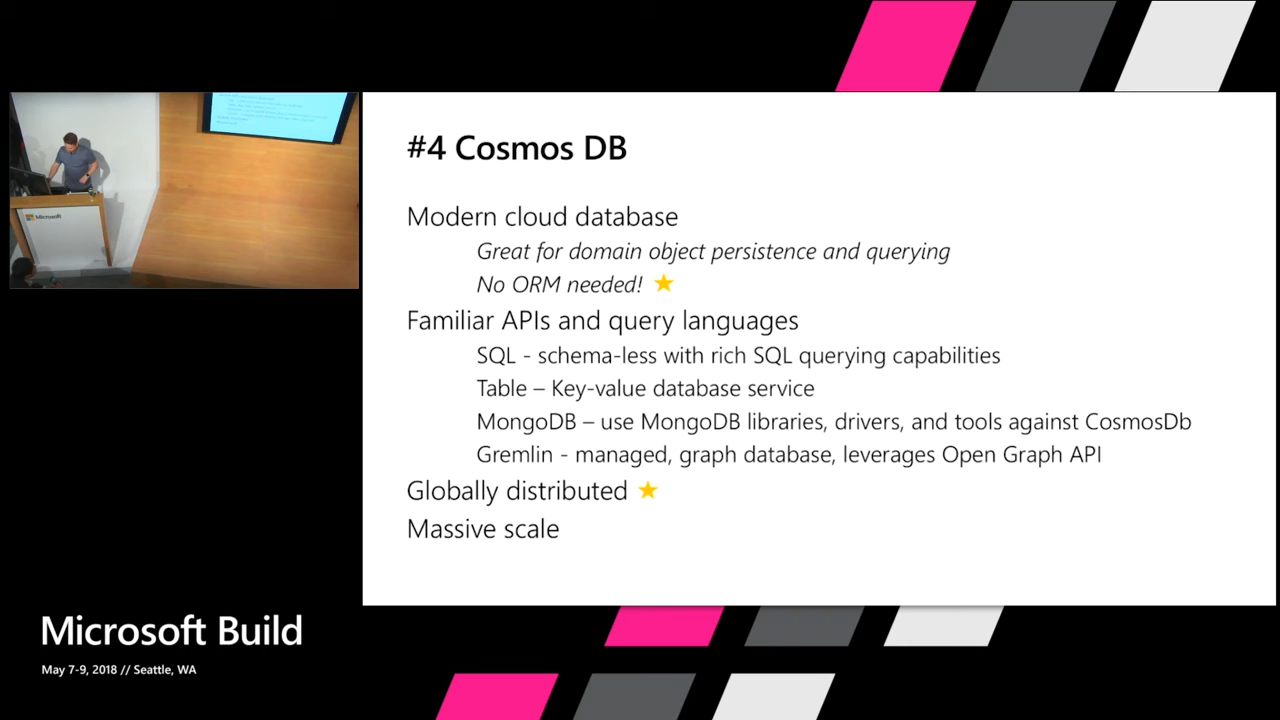 #4 Cosmos DB
Modern cloud database
Great for domain object persistence and querying
No ORM needed!
Familiar APIs and query languages
SQL - schema-less with rich SQL querying capabilities
Table – Key-value database service
MongoDB – use MongoDB libraries, drivers, and tools against CosmosDb
Gremlin - managed, graph database, leverages Open Graph API
Globally distributed
Massive scale
Microsoft
Microsoft Build
May 7-9, 2018 // Seattle, WA